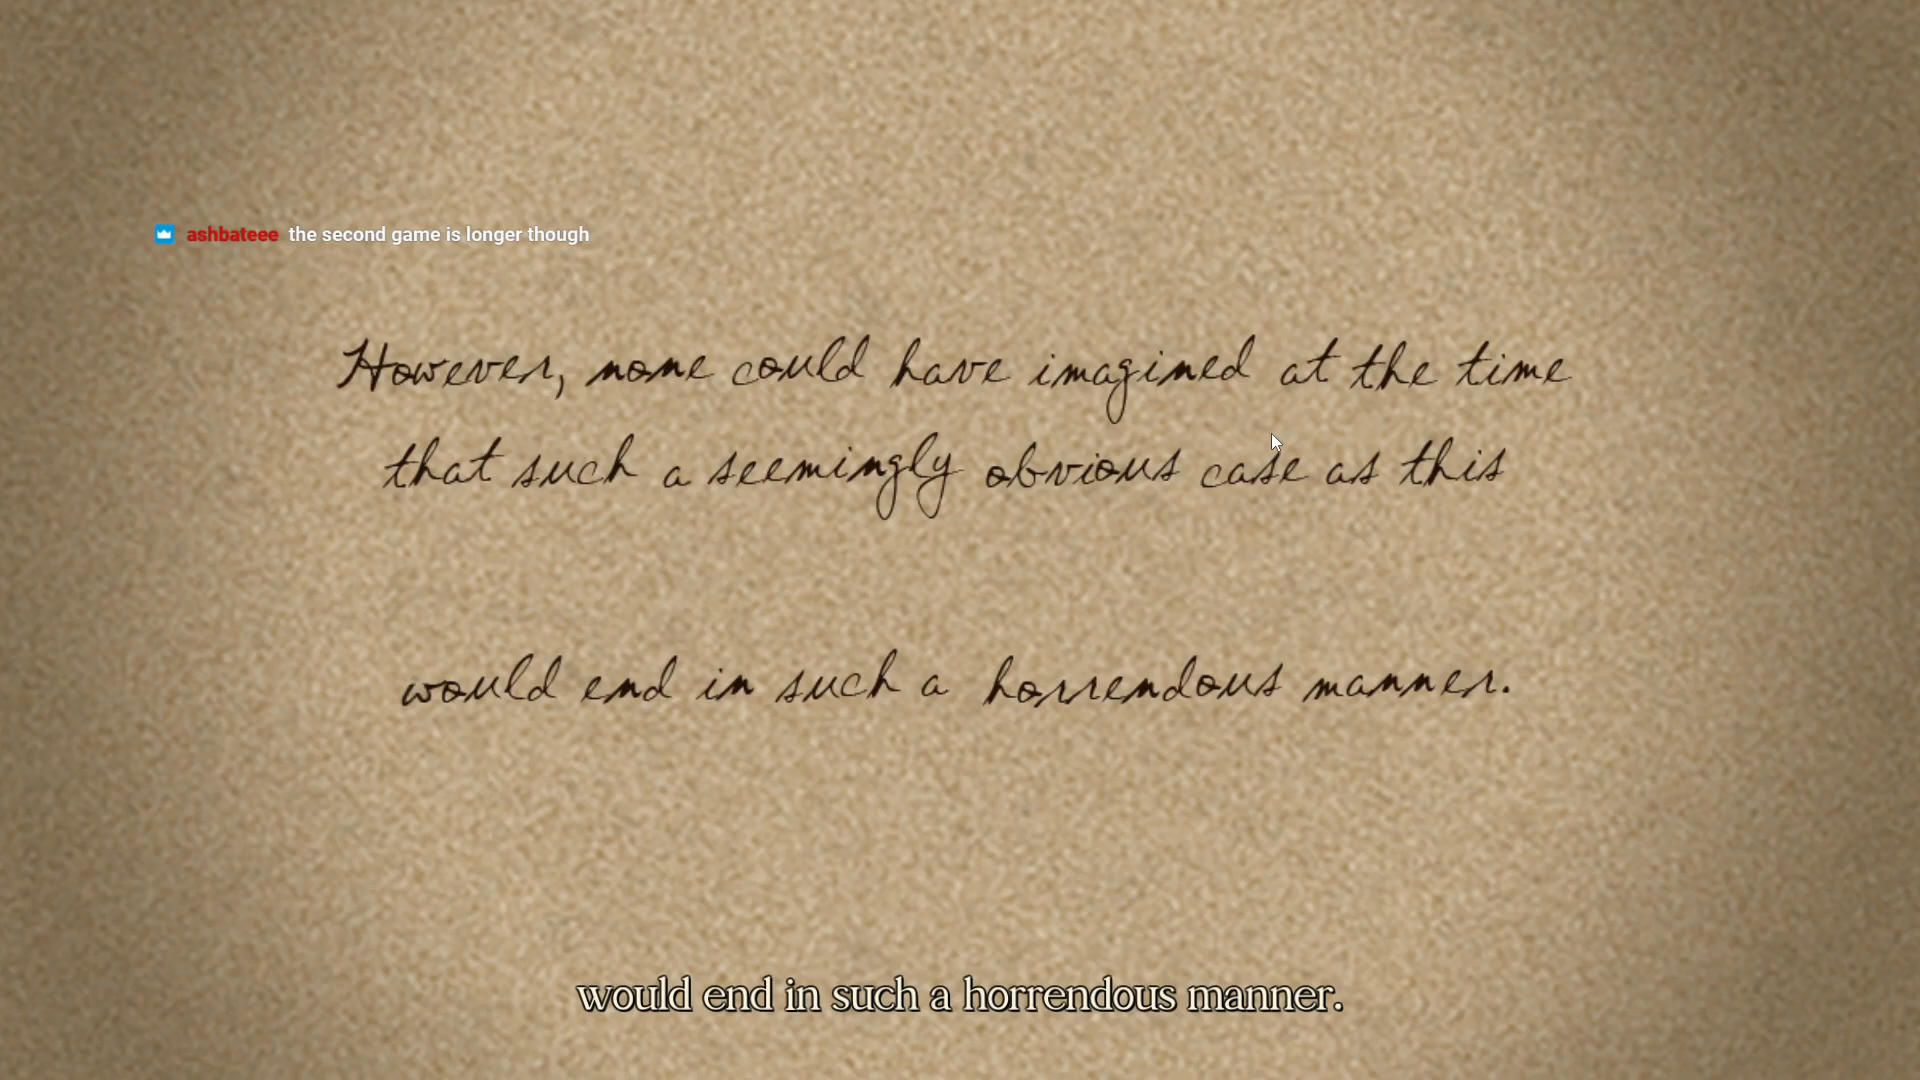 ashbateee the second game is longer though
However, none could have imagined at the time
that such a seemingly obvious case as this
would end in such a horrendous manner.
would end in such a horrendous manner.